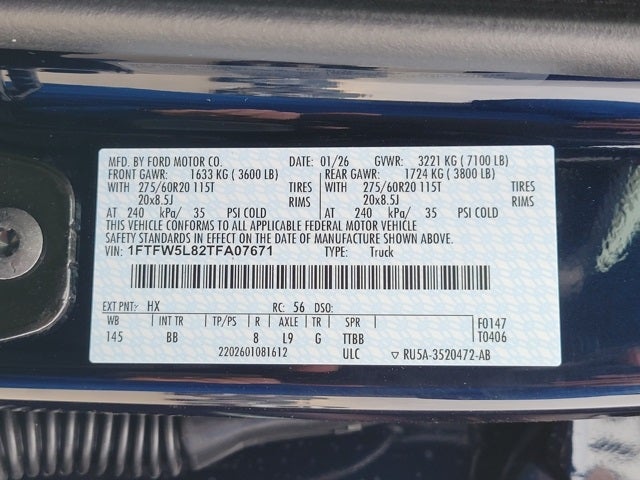 MFD. BY FORD MOTOR CO. DATE: 01/26 GVWR: 3221 KG ( 7100 LB)
FRONT GAWR: 1633 KG ( 3600 LB) REAR GAWR: 1724 KG ( 3800 LB)
WITH 275/60R20 115T TIRES WITH 275/60R20 115T TIRES
20x8.5J RIMS 20x8.5J RIMS
AT 240 kPa/ 35 PSI COLD AT 240 kPa/ 35 PSI COLD
THIS VEHICLE CONFORMS TO ALL APPLICABLE FEDERAL MOTOR VEHICLE
SAFETY STANDARDS IN EFFECT ON THE DATE OF MANUFACTURE SHOWN ABOVE.
VIN: 1FTFW5L82TFA07671 TYPE: Truck
EXT PNT: HX RC: 56 DSO: F0147
WB INT TR TP/PS R AXLE TR SPR T0406
145 BB 8 L9 G TTBB
2202601081612 ULC RU5A-3520472-AB